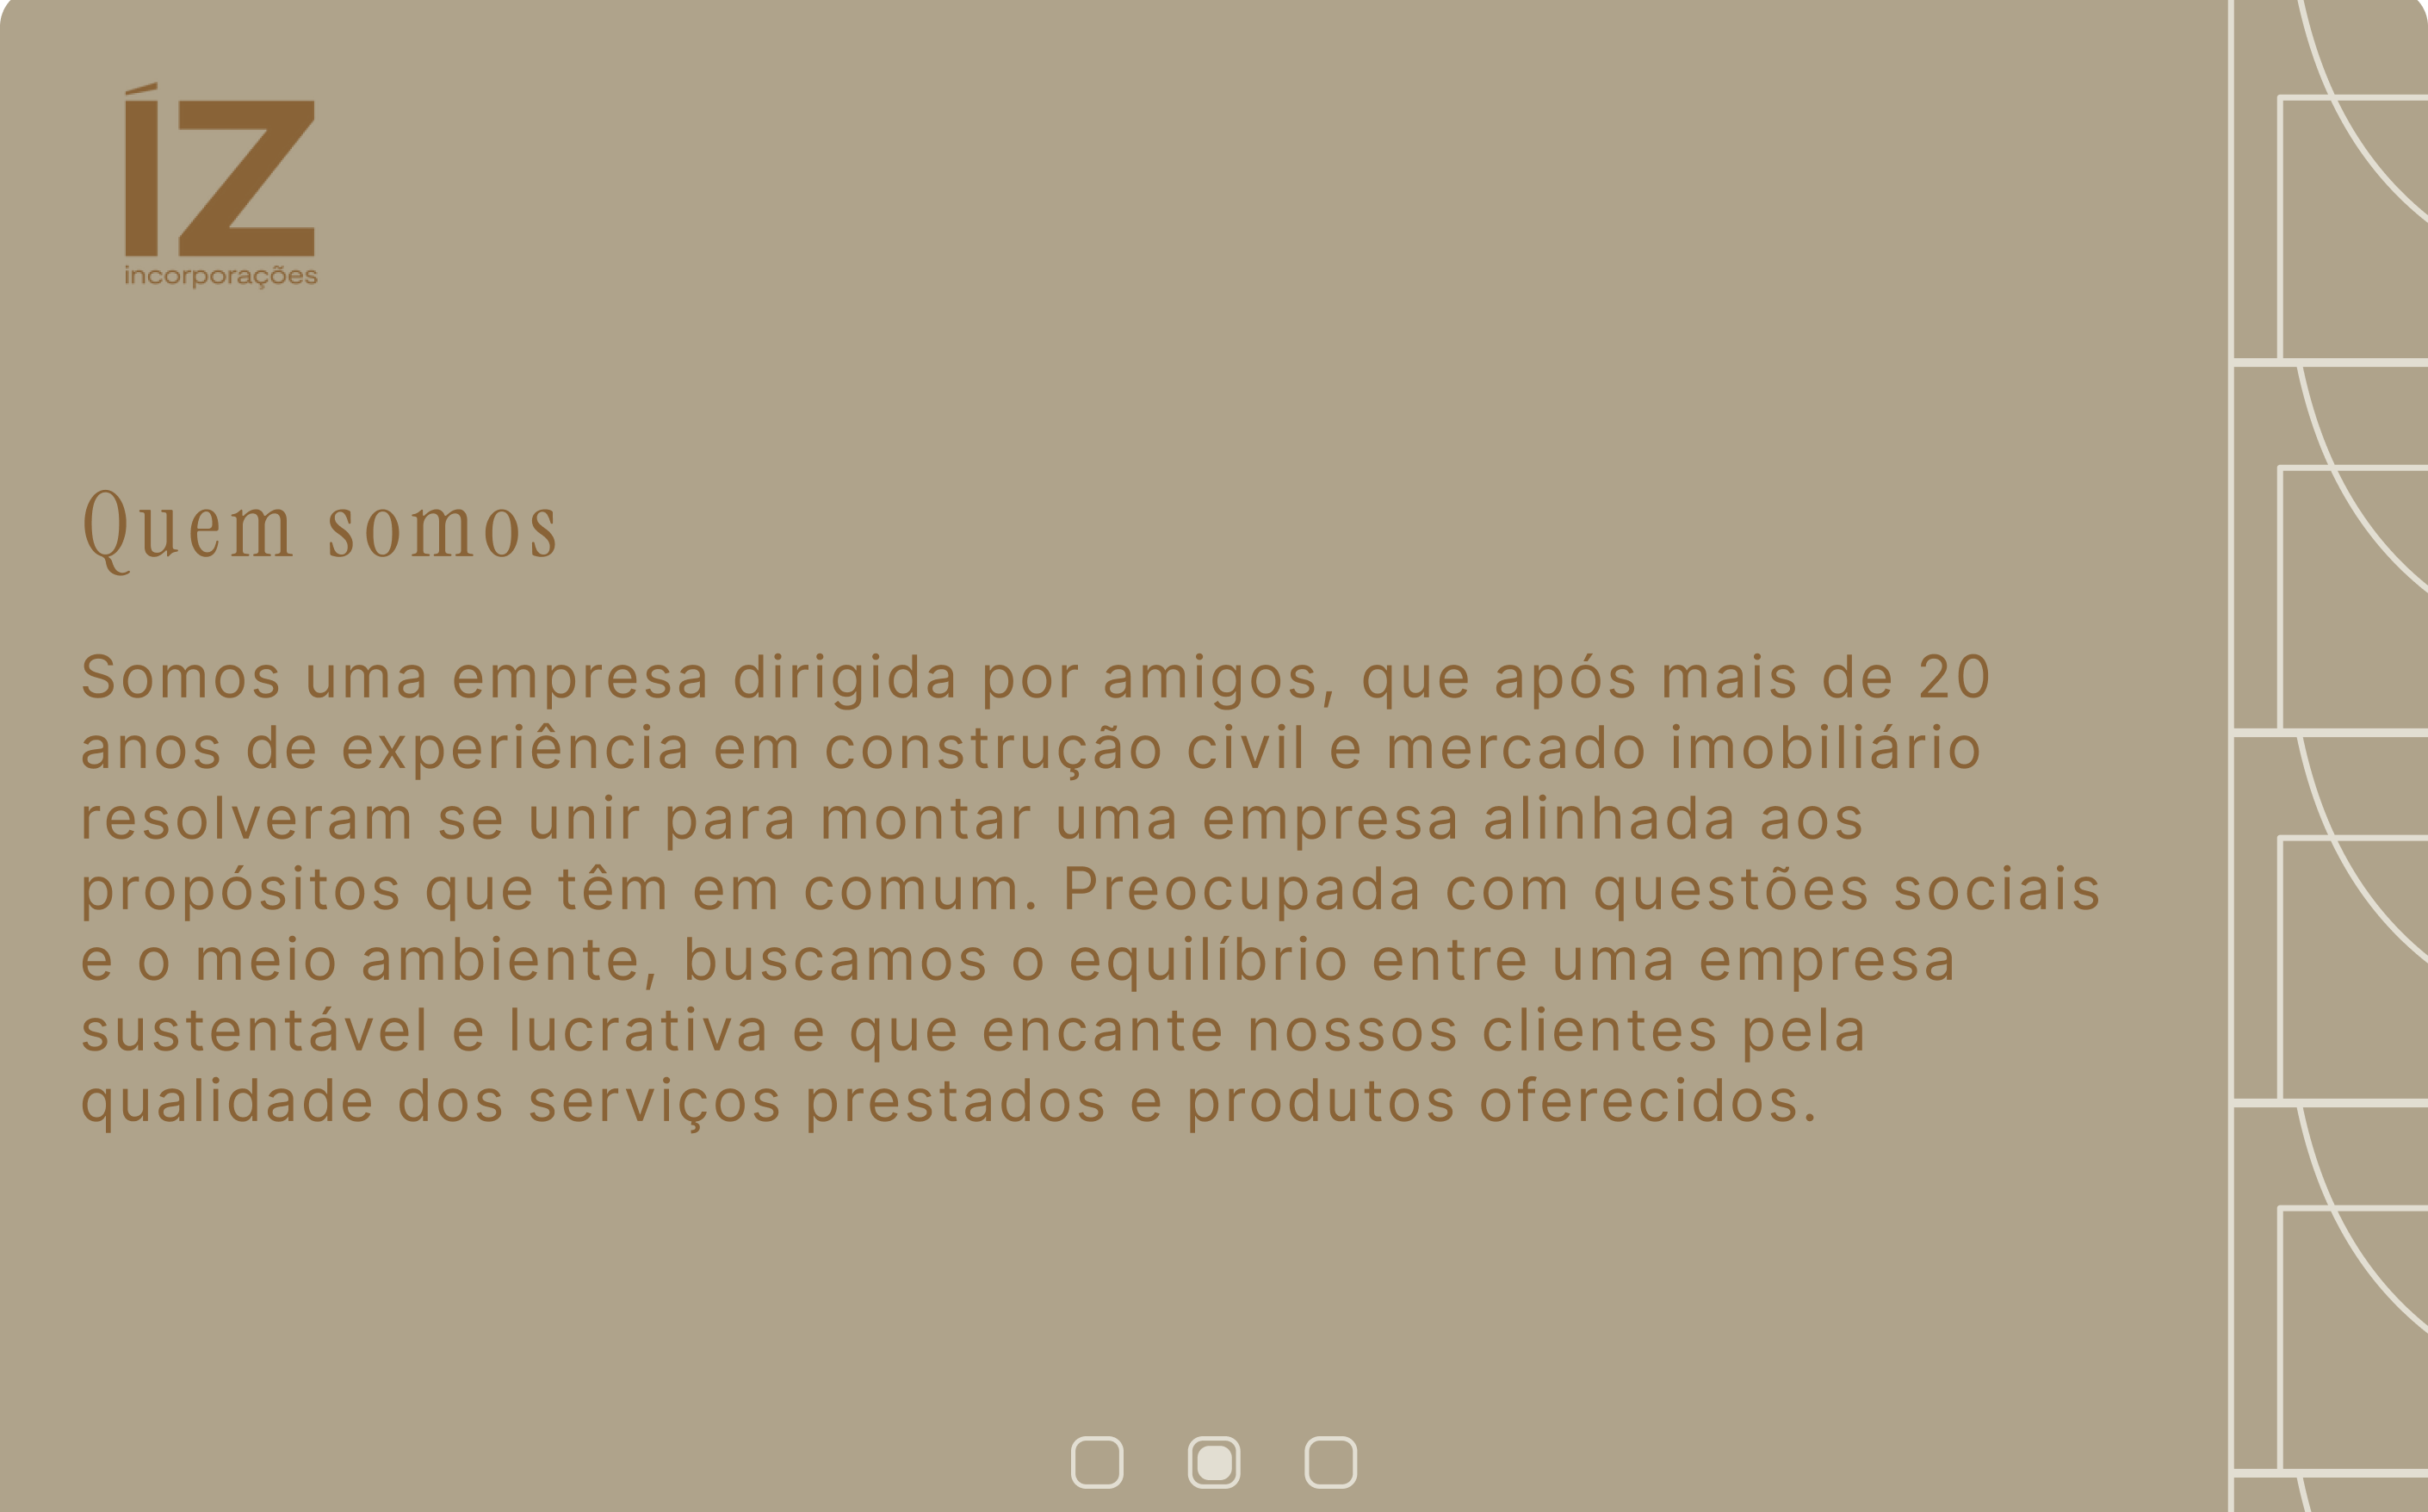 ÍZ
incorporações
Quem somos
Somos uma empresa dirigida por amigos, que após mais de 20
anos de experiência em construção civil e mercado imobiliário
resolveram se unir para montar uma empresa alinhada aos
propósitos que têm em comum. Preocupada com questões sociais
e o meio ambiente, buscamos o equilíbrio entre uma empresa
sustentável e lucrativa e que encante nossos clientes pela
qualidade dos serviços prestados e produtos oferecidos.